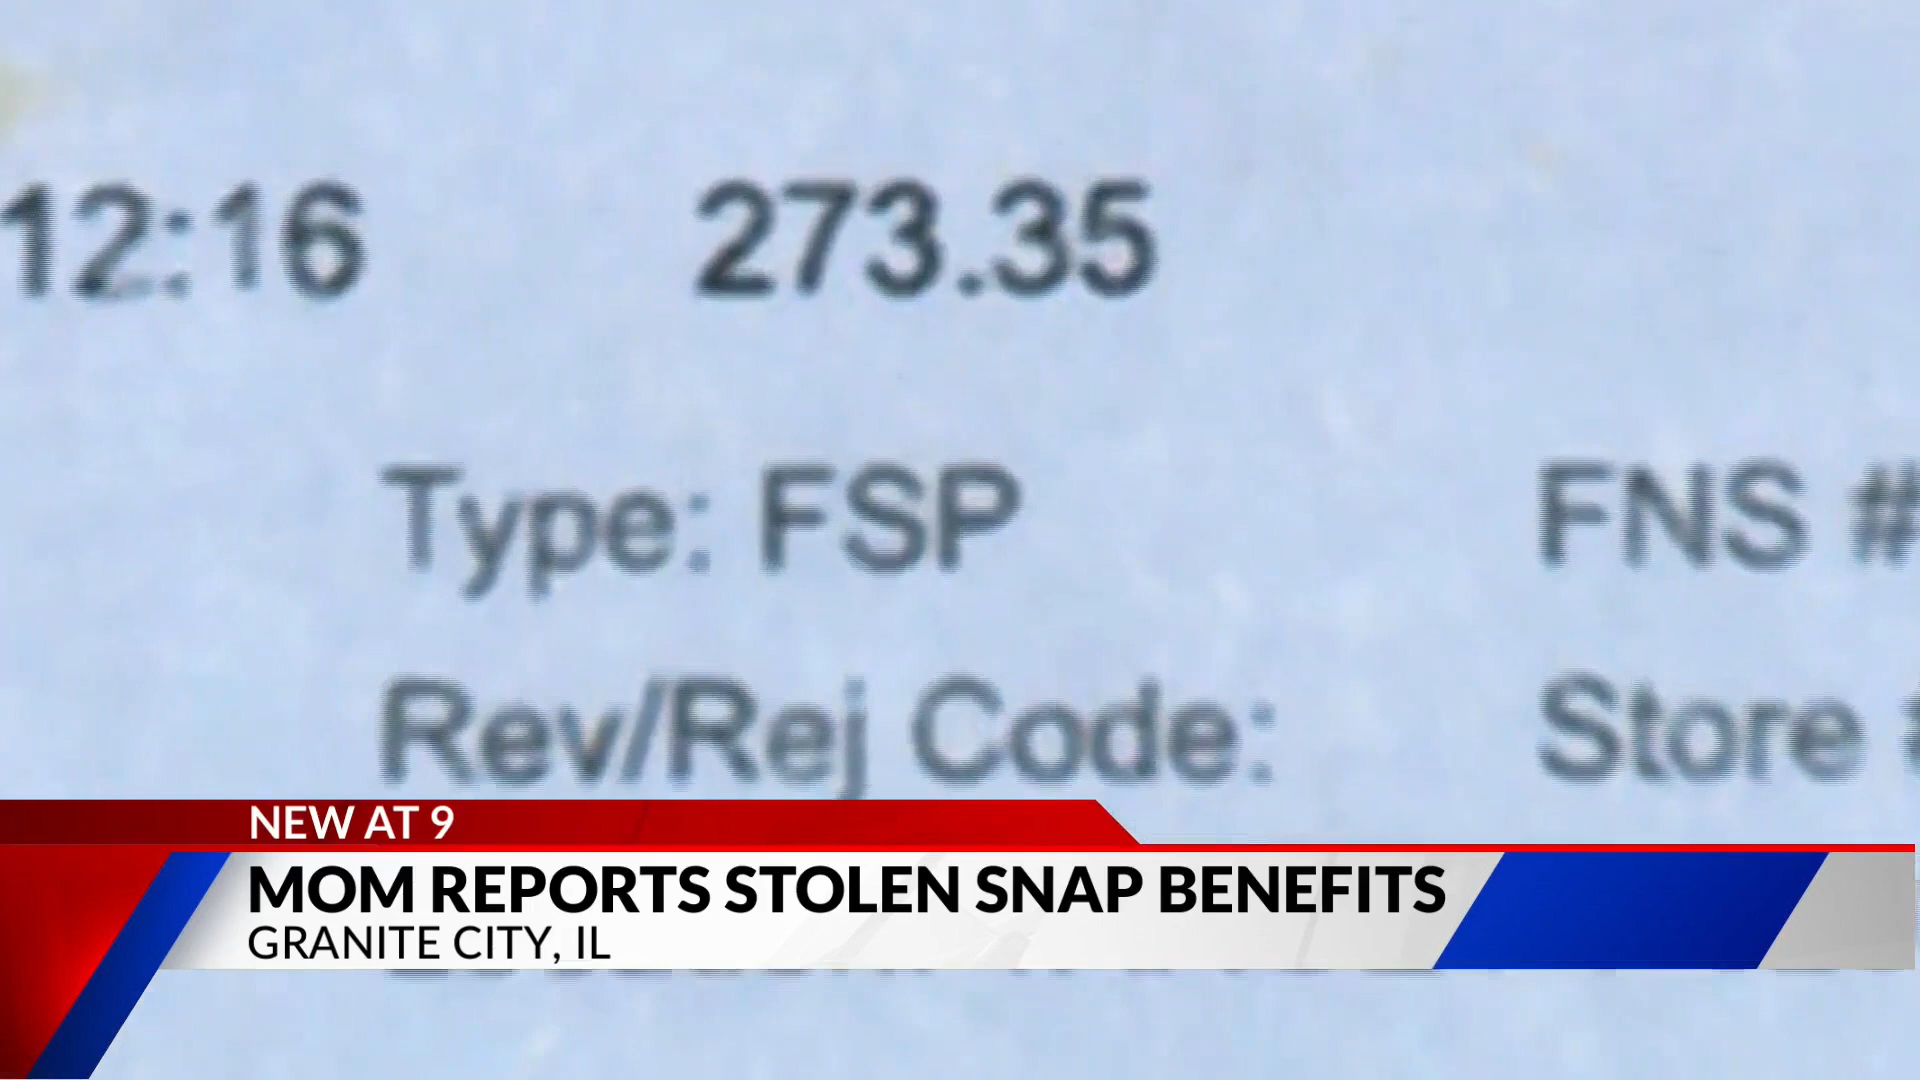 12:16 273.35
Type: FSP FNS #
Rev/Rej Code: Store
NEW AT 9
MOM REPORTS STOLEN SNAP BENEFITS
GRANITE CITY, IL